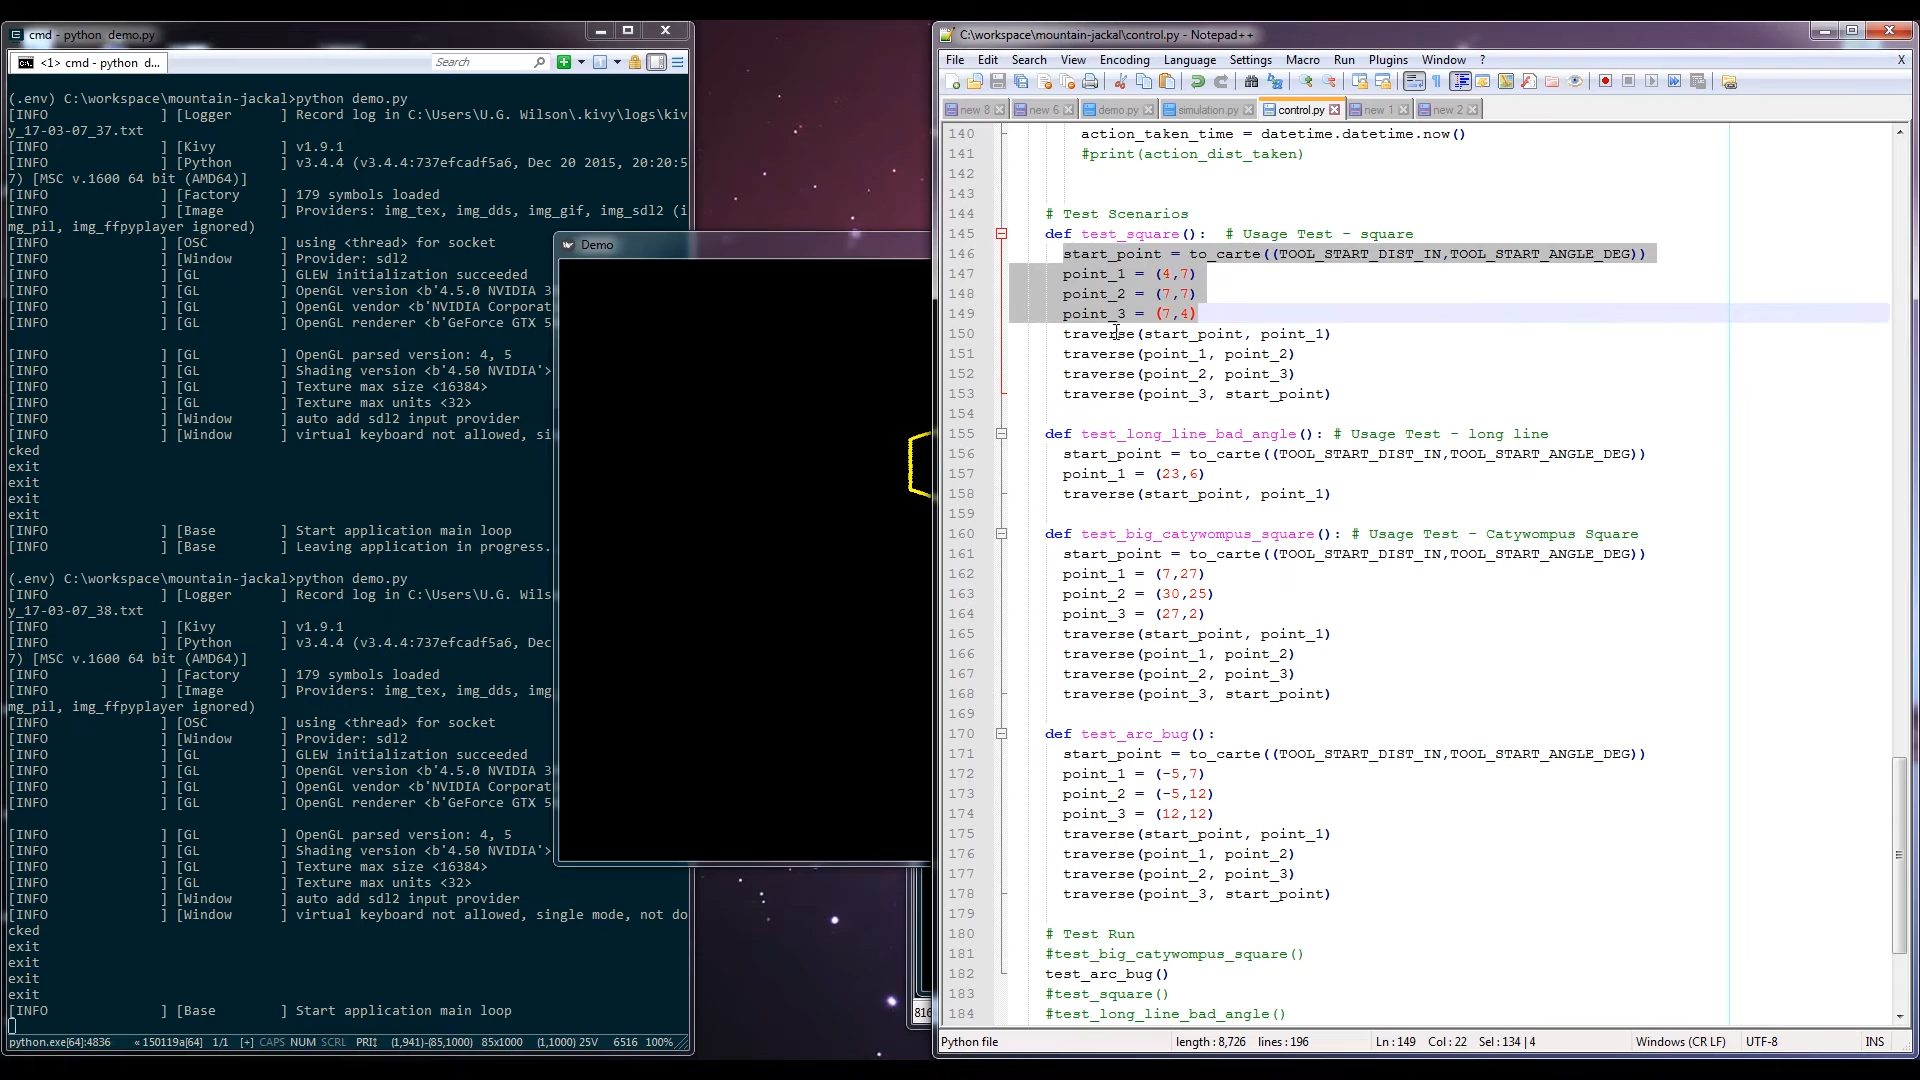 cmd - python  demo.py
<1> cmd - python  d...
Search
(.env) C:\workspace\mountain-jackal>python demo.py
[INFO              ] [Logger      ] Record log in C:\Users\U.G. Wilson\.kivy\logs\kiv
y_17-03-07_37.txt
[INFO              ] [Kivy        ] v1.9.1
[INFO              ] [Python      ] v3.4.4 (v3.4.4:737efcadf5a6, Dec 20 2015, 20:20:5
7) [MSC v.1600 64 bit (AMD64)]
[INFO              ] [Factory     ] 179 symbols loaded
[INFO              ] [Image       ] Providers: img_tex, img_dds, img_gif, img_sdl2 (i
mg_pil, img_ffpyplayer ignored)
[INFO              ] [OSC         ] using <thread> for socket
[INFO              ] [Window      ] Provider: sdl2
[INFO              ] [GL          ] GLEW initialization succeeded
[INFO              ] [GL          ] OpenGL version <b'4.5.0 NVIDIA 3
[INFO              ] [GL          ] OpenGL vendor <b'NVIDIA Corporat
[INFO              ] [GL          ] OpenGL renderer <b'GeForce GTX 5
[INFO              ] [GL          ] OpenGL parsed version: 4, 5
[INFO              ] [GL          ] Shading version <b'4.50 NVIDIA'>
[INFO              ] [GL          ] Texture max size <16384>
[INFO              ] [GL          ] Texture max units <32>
[INFO              ] [Window      ] auto add sdl2 input provider
[INFO              ] [Window      ] virtual keyboard not allowed, si
cked
exit
exit
exit
exit
[INFO              ] [Base        ] Start application main loop
[INFO              ] [Base        ] Leaving application in progress.
(.env) C:\workspace\mountain-jackal>python demo.py
[INFO              ] [Logger      ] Record log in C:\Users\U.G. Wils
y_17-03-07_38.txt
[INFO              ] [Kivy        ] v1.9.1
[INFO              ] [Python      ] v3.4.4 (v3.4.4:737efcadf5a6, Dec
7) [MSC v.1600 64 bit (AMD64)]
[INFO              ] [Factory     ] 179 symbols loaded
[INFO              ] [Image       ] Providers: img_tex, img_dds, img
mg_pil, img_ffpyplayer ignored)
[INFO              ] [OSC         ] using <thread> for socket
[INFO              ] [Window      ] Provider: sdl2
[INFO              ] [GL          ] GLEW initialization succeeded
[INFO              ] [GL          ] OpenGL version <b'4.5.0 NVIDIA 3
[INFO              ] [GL          ] OpenGL vendor <b'NVIDIA Corporat
[INFO              ] [GL          ] OpenGL renderer <b'GeForce GTX 5
[INFO              ] [GL          ] OpenGL parsed version: 4, 5
[INFO              ] [GL          ] Shading version <b'4.50 NVIDIA'>
[INFO              ] [GL          ] Texture max size <16384>
[INFO              ] [GL          ] Texture max units <32>
[INFO              ] [Window      ] auto add sdl2 input provider
[INFO              ] [Window      ] virtual keyboard not allowed, single mode, not do
cked
exit
exit
exit
exit
[INFO              ] [Base        ] Start application main loop
python.exe[64]:4836 « 150119a[64] 1/1 [+] CAPS NUM SCRL PRI‡ (1,941)-(85,1000) 85x1000 (1,1000) 25V 6516 100%
Demo
816
C:\workspace\mountain-jackal\control.py - Notepad++
File Edit Search View Encoding Language Settings Macro Run Plugins Window ? X
new 8 new 6 demo.py simulation.py control.py new 1 new 2
140 action_taken_time = datetime.datetime.now()
141 #print(action_dist_taken)
142
143
144 # Test Scenarios
145 def test_square():  # Usage Test - square
146 start_point = to_carte((TOOL_START_DIST_IN,TOOL_START_ANGLE_DEG))
147 point_1 = (4,7)
148 point_2 = (7,7)
149 point_3 = (7,4)
150 traverse(start_point, point_1)
151 traverse(point_1, point_2)
152 traverse(point_2, point_3)
153 traverse(point_3, start_point)
154
155 def test_long_line_bad_angle(): # Usage Test - long line
156 start_point = to_carte((TOOL_START_DIST_IN,TOOL_START_ANGLE_DEG))
157 point_1 = (23,6)
158 traverse(start_point, point_1)
159
160 def test_big_catywompus_square(): # Usage Test - Catywompus Square
161 start_point = to_carte((TOOL_START_DIST_IN,TOOL_START_ANGLE_DEG))
162 point_1 = (7,27)
163 point_2 = (30,25)
164 point_3 = (27,2)
165 traverse(start_point, point_1)
166 traverse(point_1, point_2)
167 traverse(point_2, point_3)
168 traverse(point_3, start_point)
169
170 def test_arc_bug():
171 start_point = to_carte((TOOL_START_DIST_IN,TOOL_START_ANGLE_DEG))
172 point_1 = (-5,7)
173 point_2 = (-5,12)
174 point_3 = (12,12)
175 traverse(start_point, point_1)
176 traverse(point_1, point_2)
177 traverse(point_2, point_3)
178 traverse(point_3, start_point)
179
180 # Test Run
181 #test_big_catywompus_square()
182 test_arc_bug()
183 #test_square()
184 #test_long_line_bad_angle()
Python file length : 8,726 lines : 196 Ln : 149 Col : 22 Sel : 134 | 4 Windows (CR LF) UTF-8 INS